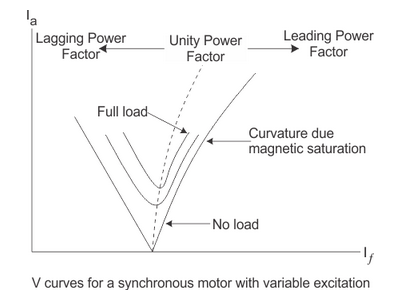 Ia
Lagging Power
Factor
Unity Power
Factor
Leading Power
Factor
Full load
Curvature due
magnetic saturation
No load
If
V curves for a synchronous motor with variable excitation